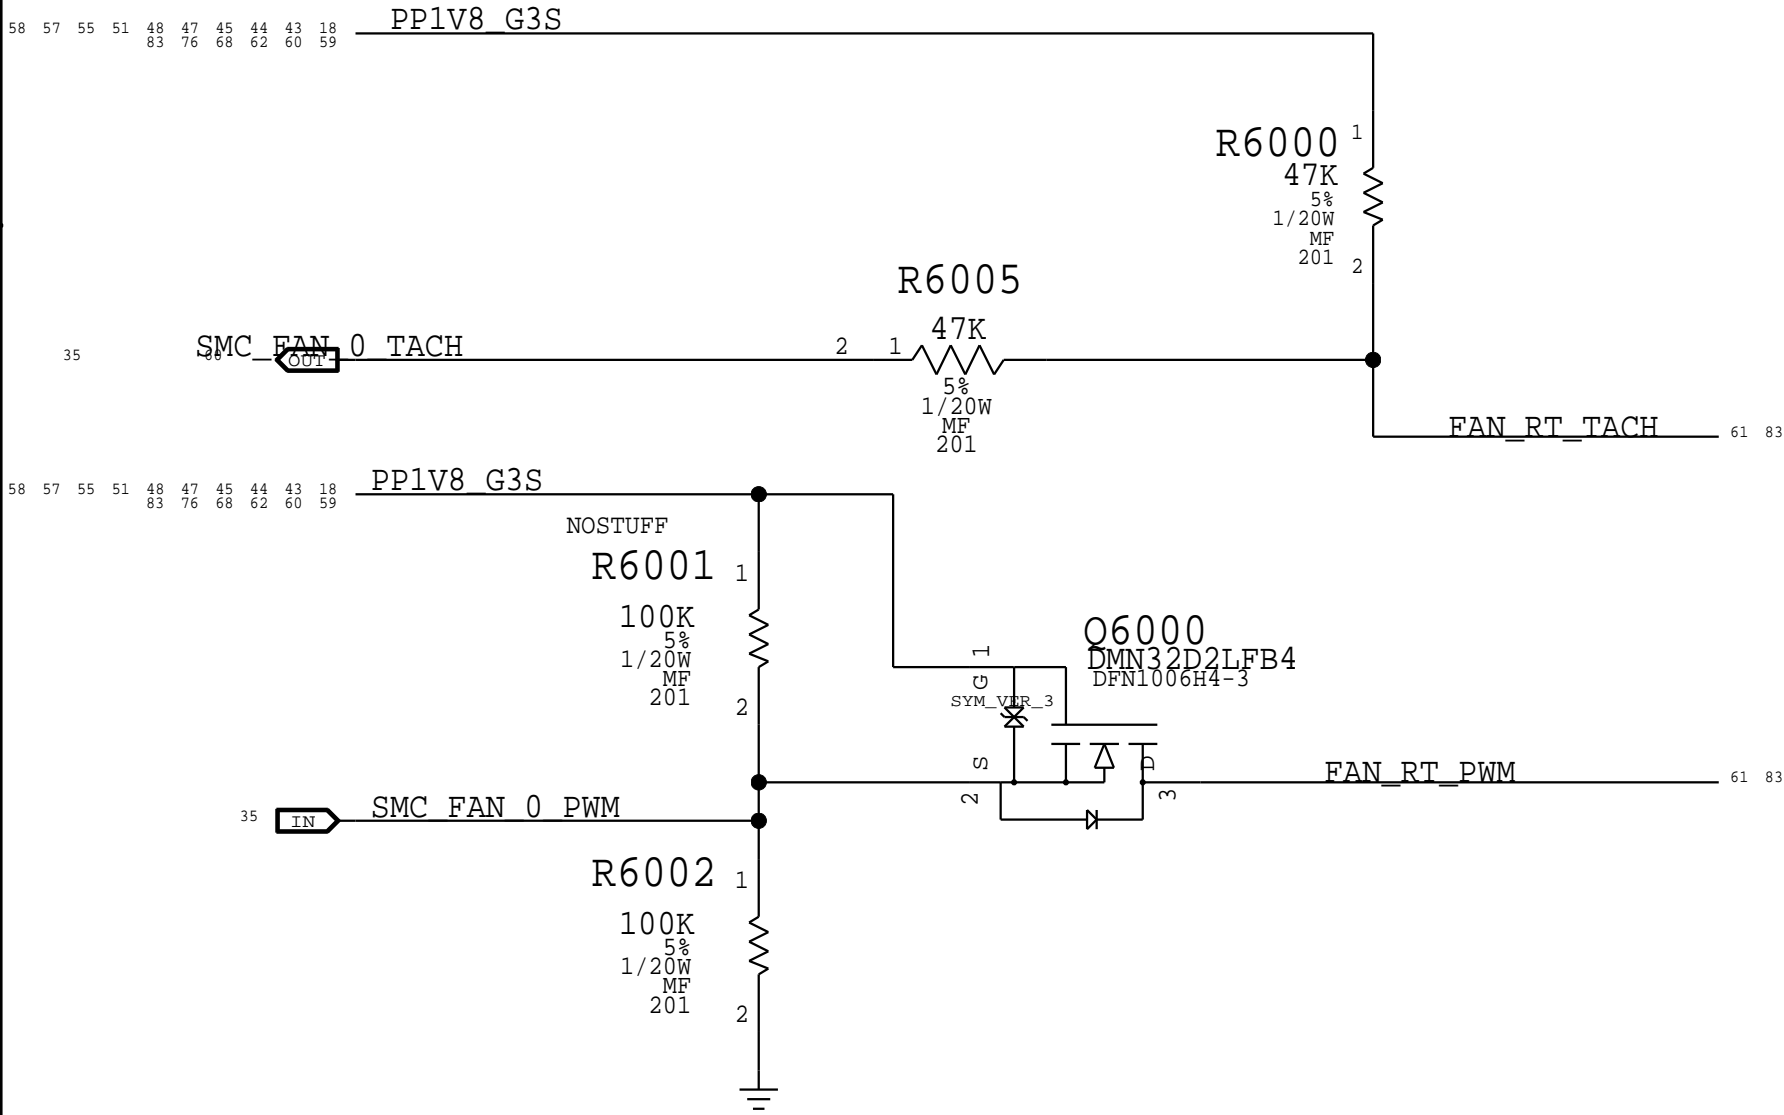 PP1V8_G3S
58 57 55 51 48 47 45 44 43 18
83 76 68 62 60 59
R6000
1
47K
5%
1/20W
MF
201
2
R6005
47K
2 1
5%
1/20W
MF
201
35
60
SMC_FAN_0_TACH
OUT
FAN_RT_TACH
61 83
PP1V8_G3S
58 57 55 51 48 47 45 44 43 18
83 76 68 62 60 59
NOSTUFF
R6001
1
100K
5%
1/20W
MF
201
2
Q6000
DMN32D2LFB4
DFN1006H4-3
G 1
SYM_VER_3
S
2
D
3
FAN_RT_PWM
61 83
35
IN
SMC_FAN_0_PWM
R6002
1
100K
5%
1/20W
MF
201
2